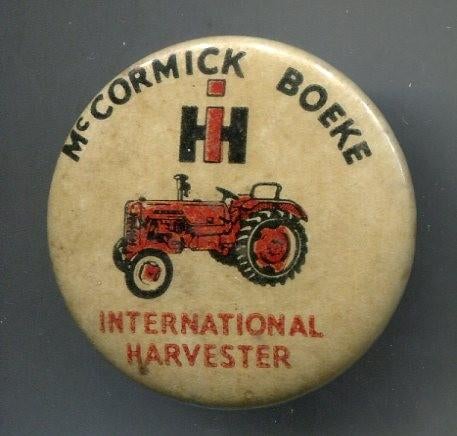 McCORMICK BOEKE
IH
INTERNATIONAL
HARVESTER